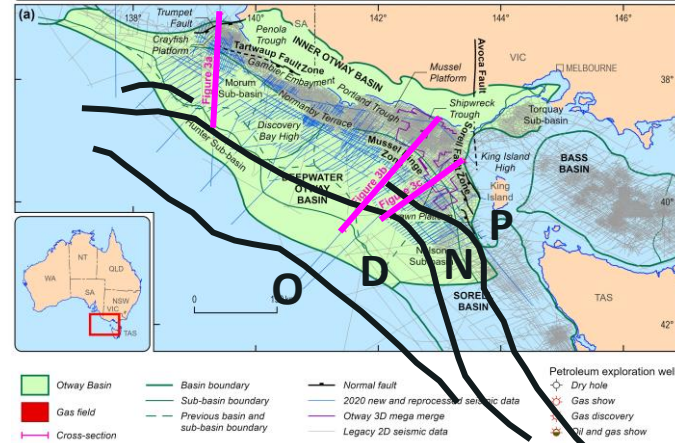 (a)
138°
140°
SA
142°
144°
146°
Trumpet
Fault
Crayfish
Platform
Penola
Trough
Tartwaup Fault Zone
Gambier Embayment
INNER OTWAY BASIN
Avoca Fault
VIC
MELBOURNE
38°
Figure 3a
Morum
Sub-basin
Portland Trough
Mussel
Platform
Normanby Terrace
Shipwreck
Trough
Torquay
Sub-basin
Hunter Sub-basin
Discovery
Bay High
Mussel Hinge
Zone
Sorell Fault Zone
King Island
High
BASS
BASIN
DEEPWATER
OTWAY
BASIN
Figure 3b
Figure 3c
King
Island
40°
Nelson
Sub-basin
P
N
D
O
SORELL
BASIN
TAS
42°
0
WA
NT
QLD
SA
NSW
VIC
TAS
Otway Basin
Gas field
Cross-section
Basin boundary
Sub-basin boundary
Previous basin and
sub-basin boundary
Normal fault
2020 new and reprocessed seismic data
Otway 3D mega merge
Legacy 2D seismic data
Petroleum exploration well
Dry hole
Gas show
Gas discovery
Oil and gas show